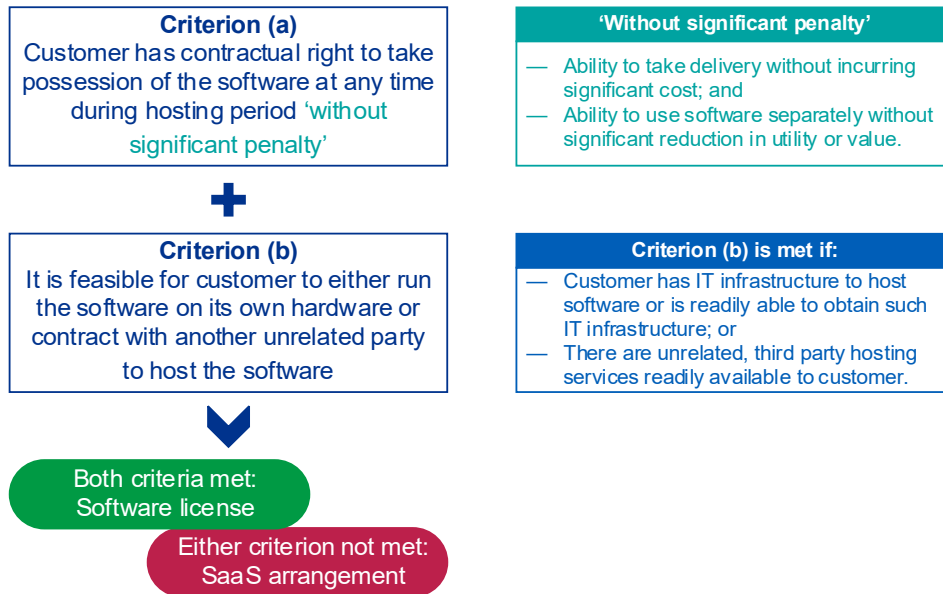 Criterion (a)
Customer has contractual right to take
possession of the software at any time
during hosting period ‘without
significant penalty’
‘Without significant penalty’
— Ability to take delivery without incurring
significant cost; and
— Ability to use software separately without
significant reduction in utility or value.
Criterion (b)
It is feasible for customer to either run
the software on its own hardware or
contract with another unrelated party
to host the software
Criterion (b) is met if:
— Customer has IT infrastructure to host
software or is readily able to obtain such
IT infrastructure; or
— There are unrelated, third party hosting
services readily available to customer.
Both criteria met:
Software license
Either criterion not met:
SaaS arrangement